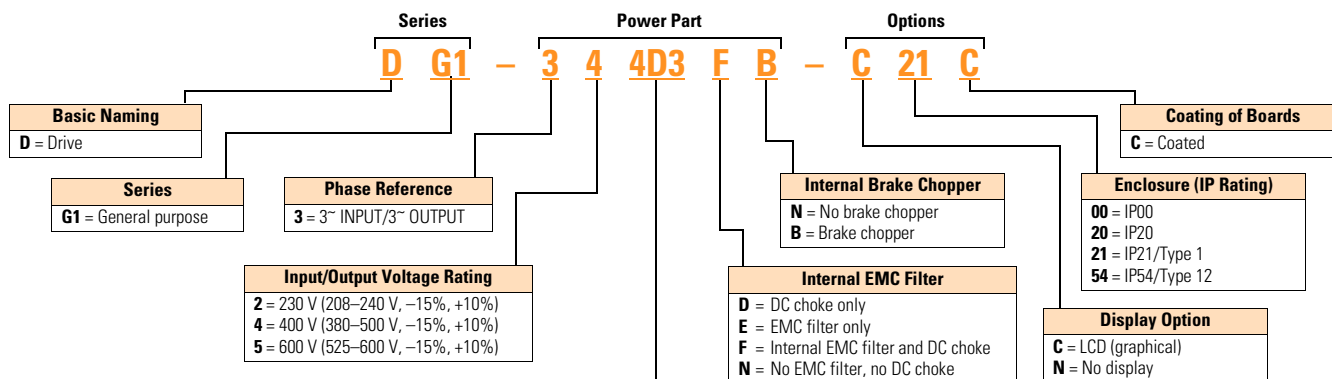 Series
Power Part
Options
D G1 – 3 4 4D3 F B – C 21 C
Basic Naming
D = Drive
Series
G1 = General purpose
Phase Reference
3 = 3~ INPUT/3~ OUTPUT
Input/Output Voltage Rating
2 = 230 V (208–240 V, –15%, +10%)
4 = 400 V (380–500 V, –15%, +10%)
5 = 600 V (525–600 V, –15%, +10%)
Internal Brake Chopper
N = No brake chopper
B = Brake chopper
Internal EMC Filter
D = DC choke only
E = EMC filter only
F = Internal EMC filter and DC choke
N = No EMC filter, no DC choke
Coating of Boards
C = Coated
Enclosure (IP Rating)
00 = IP00
20 = IP20
21 = IP21/Type 1
54 = IP54/Type 12
Display Option
C = LCD (graphical)
N = No display